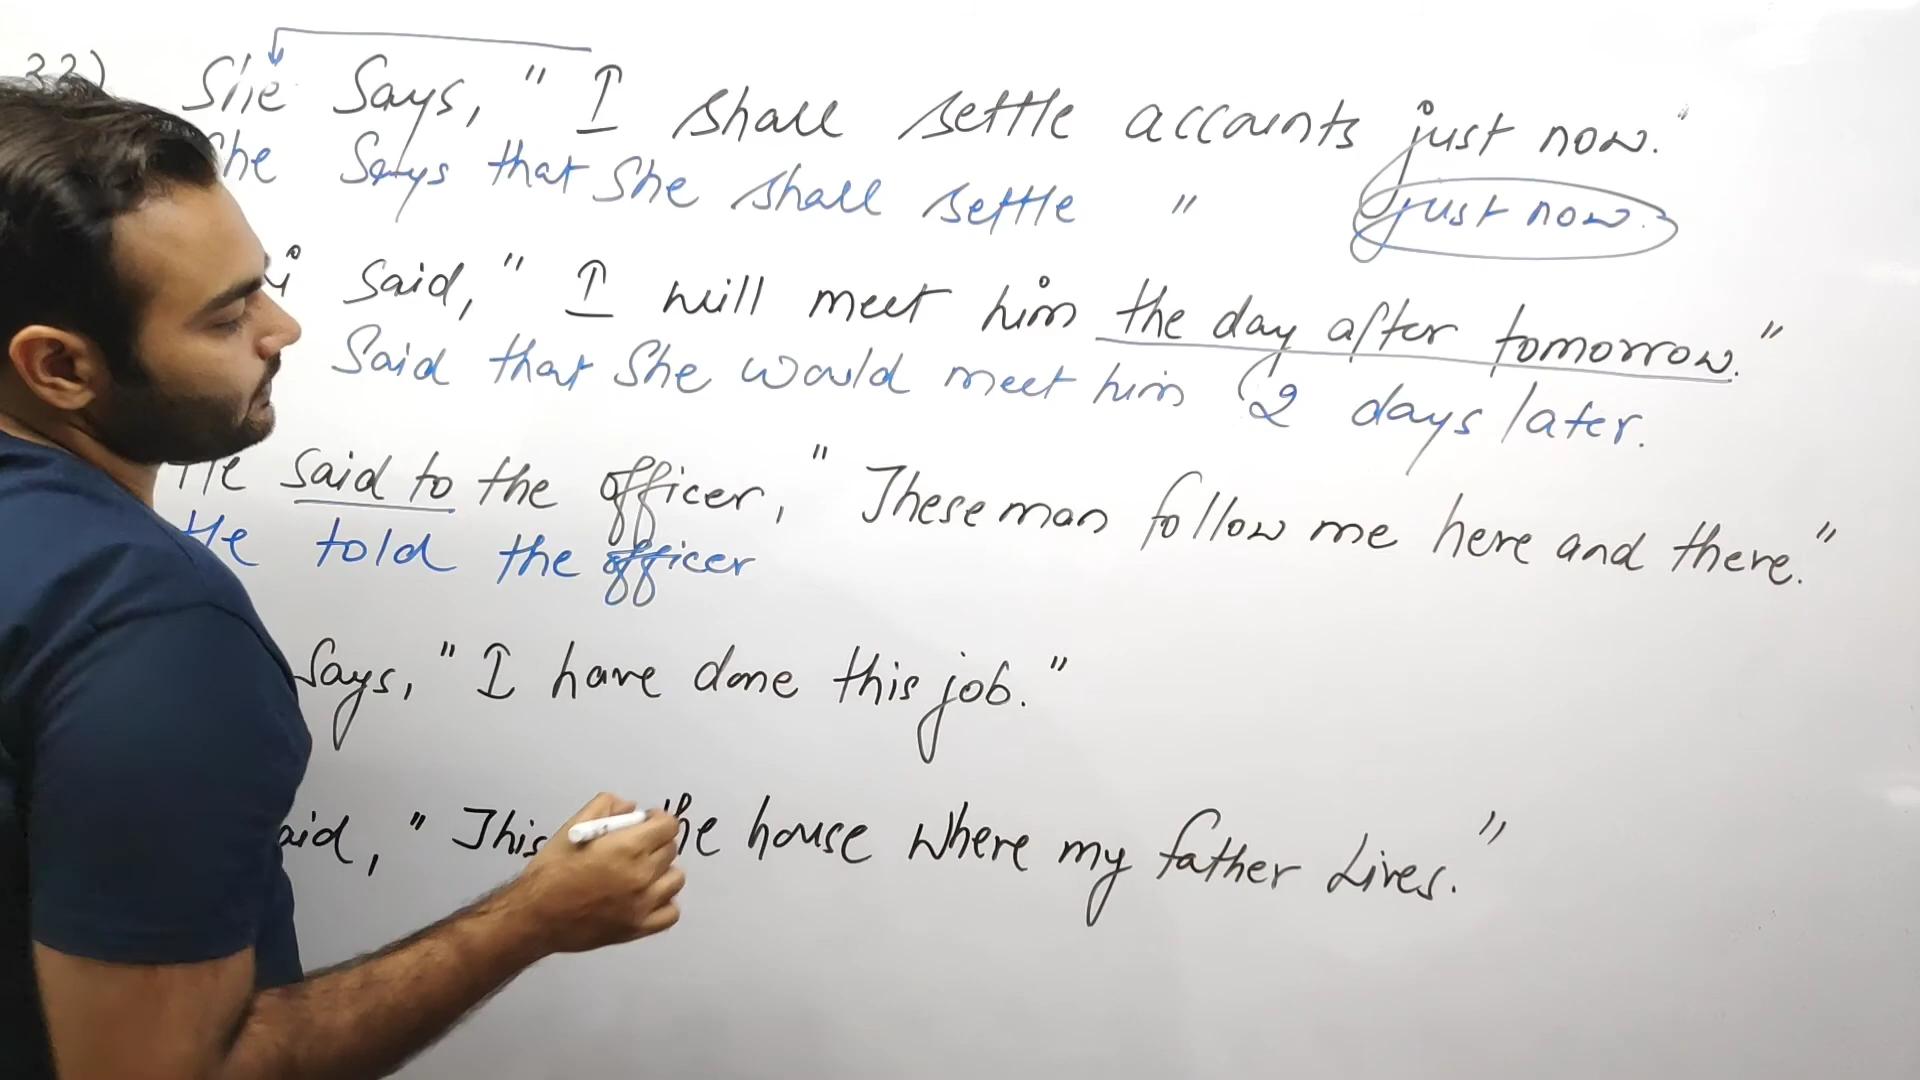 She Says, " I shall settle accounts just now."
She Says that She shall settle " just now.
said, " I will meet him the day after tomorrow."
Said that She would meet him 2 days later.
He said to the officer, " These man follow me here and there."
He told the officer
Says, " I have done this job."
" This the house where my father Lives."